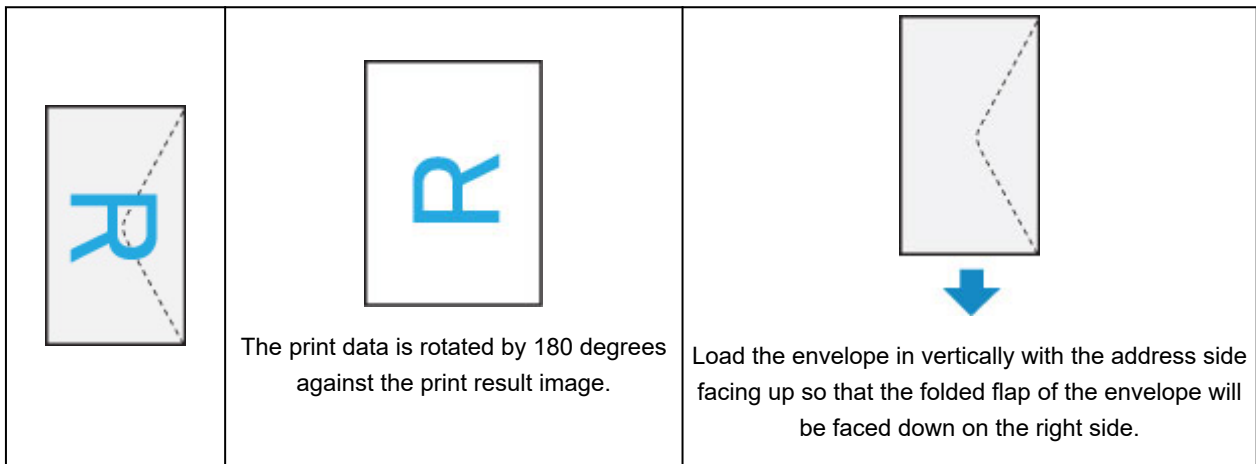 R
R
The print data is rotated by 180 degrees
against the print result image.
Load the envelope in vertically with the address side
facing up so that the folded flap of the envelope will
be faced down on the right side.